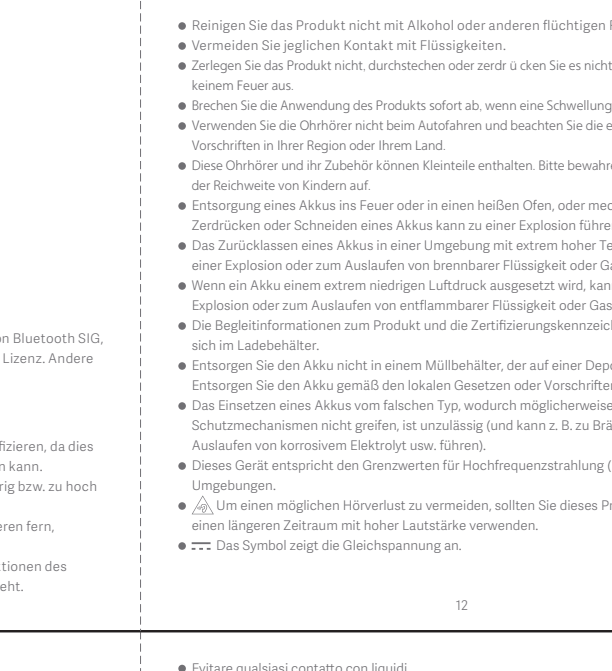 on Bluetooth SIG,
Lizenz. Andere
fizieren, da dies
n kann.
rig bzw. zu hoch
eren fern,
tionen des
eht.
● Reinigen Sie das Produkt nicht mit Alkohol oder anderen flüchtigen
● Vermeiden Sie jeglichen Kontakt mit Flüssigkeiten.
● Zerlegen Sie das Produkt nicht, durchstechen oder zerdr ü cken Sie es nicht
keinem Feuer aus.
● Brechen Sie die Anwendung des Produkts sofort ab, wenn eine Schwellung
● Verwenden Sie die Ohrhörer nicht beim Autofahren und beachten Sie die e
Vorschriften in Ihrer Region oder Ihrem Land.
● Diese Ohrhörer und ihr Zubehör können Kleinteile enthalten. Bitte bewahre
der Reichweite von Kindern auf.
● Entsorgung eines Akkus ins Feuer oder in einen heißen Ofen, oder mec
Zerdrücken oder Schneiden eines Akkus kann zu einer Explosion führe
● Das Zurücklassen eines Akkus in einer Umgebung mit extrem hoher Te
einer Explosion oder zum Auslaufen von brennbarer Flüssigkeit oder Ga
● Wenn ein Akku einem extrem niedrigen Luftdruck ausgesetzt wird, kan
Explosion oder zum Auslaufen von entflammbarer Flüssigkeit oder Gas
● Die Begleitinformationen zum Produkt und die Zertifizierungskennzeich
sich im Ladebehälter.
● Entsorgen Sie den Akku nicht in einem Müllbehälter, der auf einer Depo
Entsorgen Sie den Akku gemäß den lokalen Gesetzen oder Vorschrifte
● Das Einsetzen eines Akkus vom falschen Typ, wodurch möglicherweise
Schutzmechanismen nicht greifen, ist unzulässig (und kann z. B. zu Brä
Auslaufen von korrosivem Elektrolyt usw. führen).
● Dieses Gerät entspricht den Grenzwerten für Hochfrequenzstrahlung (
Umgebungen.
● Um einen möglichen Hörverlust zu vermeiden, sollten Sie dieses Pr
einen längeren Zeitraum mit hoher Lautstärke verwenden.
● Das Symbol zeigt die Gleichspannung an.
12
● Evitare qualsiasi contatto con liquidi.